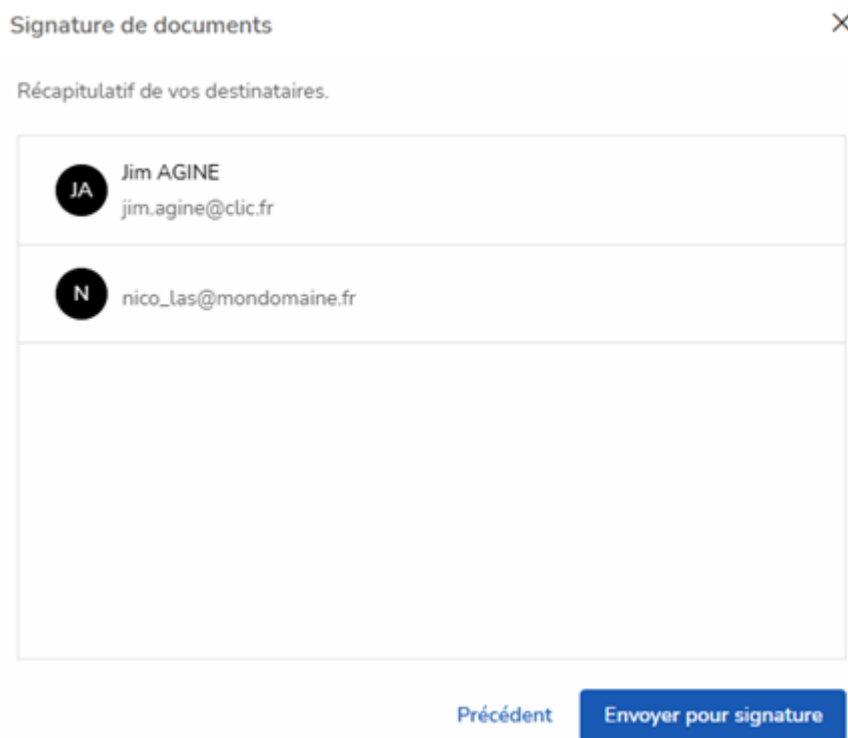 Signature de documents
Récapitulatif de vos destinataires.
JA
Jim AGINE
jim.agine@clic.fr
N
nico_las@mondomaine.fr
Précédent
Envoyer pour signature